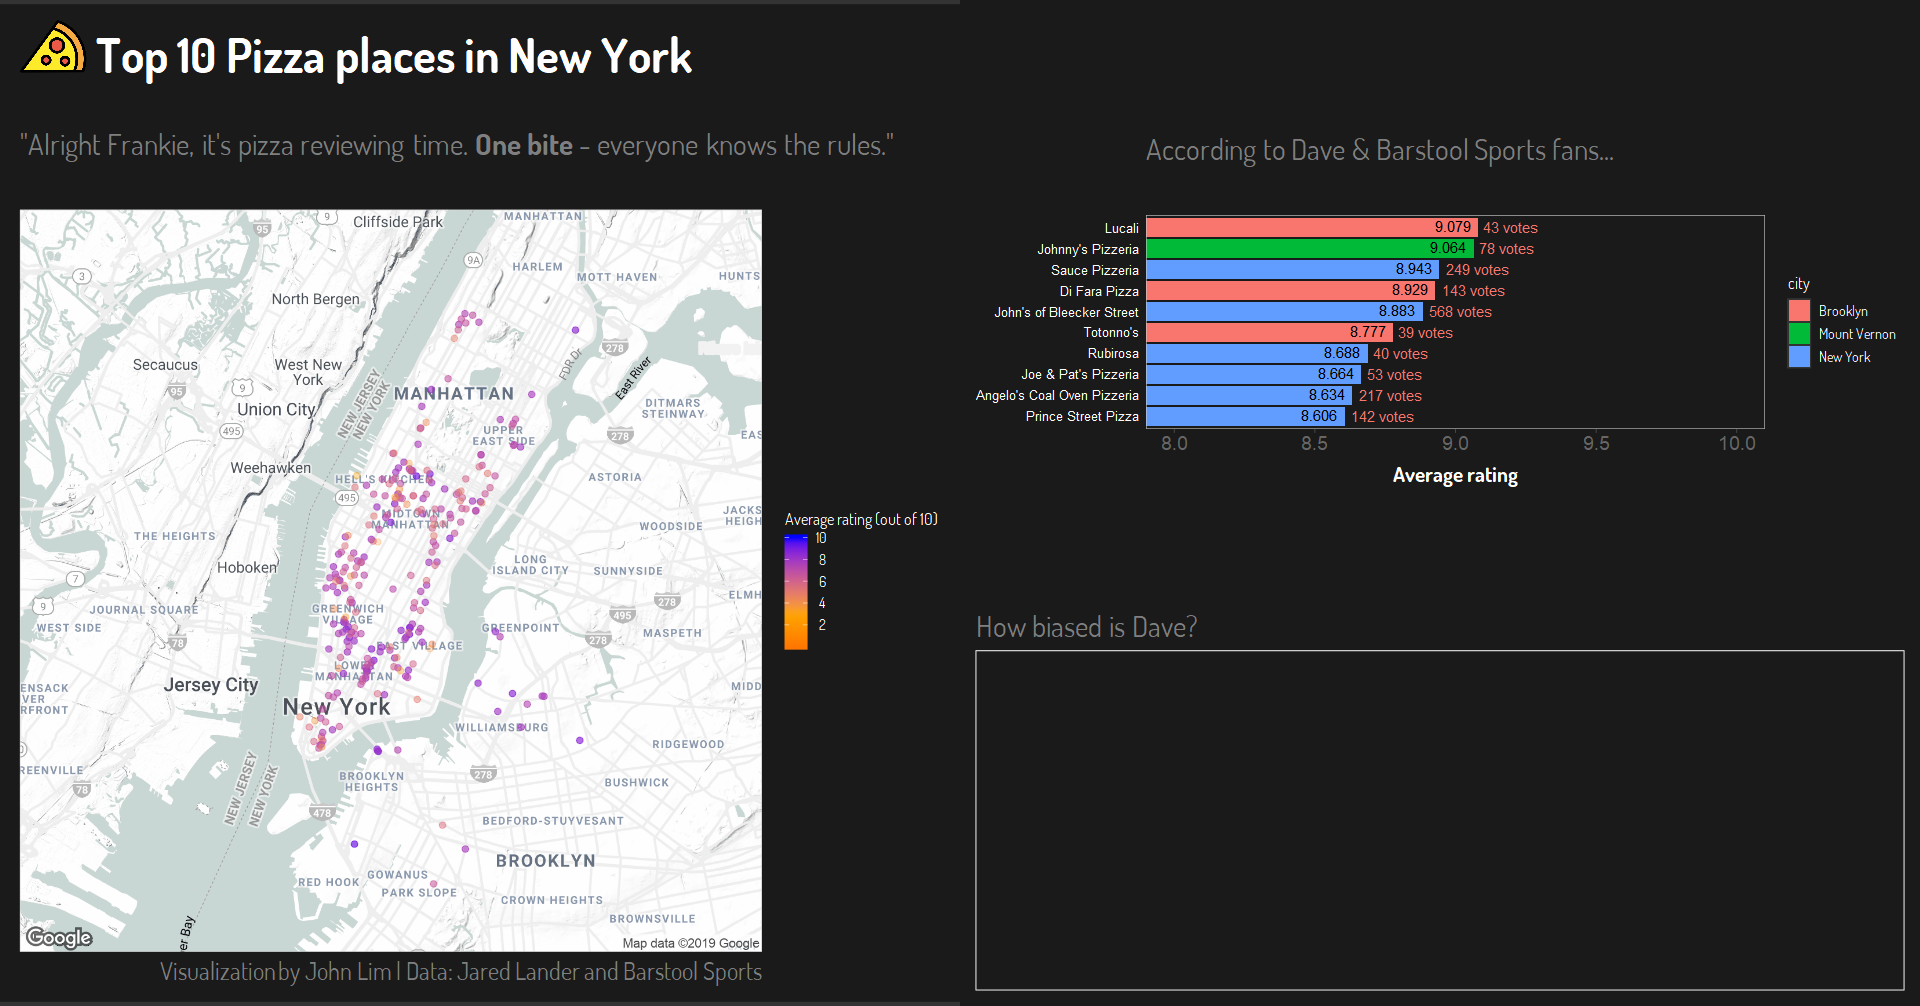 Top 10 Pizza places in New York
"Alright Frankie, it's pizza reviewing time. One bite - everyone knows the rules."
Cliffside Park
MANHATTAN
9
95
9A
HARLEM
MOTT HAVEN
HUNTS
3
North Bergen
278
FDR Dr
East River
Secaucus
West New
York
9
95
NEW JERSEY
NEW YORK
MANHATTAN
Union City
DITMARS
STEINWAY
495
UPPER
EAST SIDE
278
EAS
Weehawken
HELL'S KITCHEN
ASTORIA
495
MIDTOWN
MANHATTAN
JACKS
HEIGH
WOODSIDE
THE HEIGHTS
Hoboken
LONG
ISLAND CITY
SUNNYSIDE
7
9
JOURNAL SQUARE
GREENWICH
VILLAGE
278
495
ELMH
WEST SIDE
78
GREENPOINT
278
MASPETH
EAST VILLAGE
LOWER
MANHATTAN
Jersey City
ENSACK
VER
RFRONT
MIDD
New York
WILLIAMSBURG
RIDGEWOOD
REENVILLE
78
NEW JERSEY
NEW YORK
BROOKLYN
HEIGHTS
278
BUSHWICK
478
BEDFORD-STUYVESANT
BROOKLYN
RED HOOK
GOWANUS
PARK SLOPE
CROWN HEIGHTS
BROWNSVILLE
er Bay
Google
Map data ©2019 Google
Average rating (out of 10)
10
8
6
4
2
Visualization by John Lim | Data: Jared Lander and Barstool Sports
According to Dave & Barstool Sports fans...
Lucali 9.079 43 votes
Johnny's Pizzeria 9.064 78 votes
Sauce Pizzeria 8.943 249 votes
Di Fara Pizza 8.929 143 votes
John's of Bleecker Street 8.883 568 votes
Totonno's 8.777 39 votes
Rubirosa 8.688 40 votes
Joe & Pat's Pizzeria 8.664 53 votes
Angelo's Coal Oven Pizzeria 8.634 217 votes
Prince Street Pizza 8.606 142 votes
8.0 8.5 9.0 9.5 10.0
Average rating
city
Brooklyn
Mount Vernon
New York
How biased is Dave?